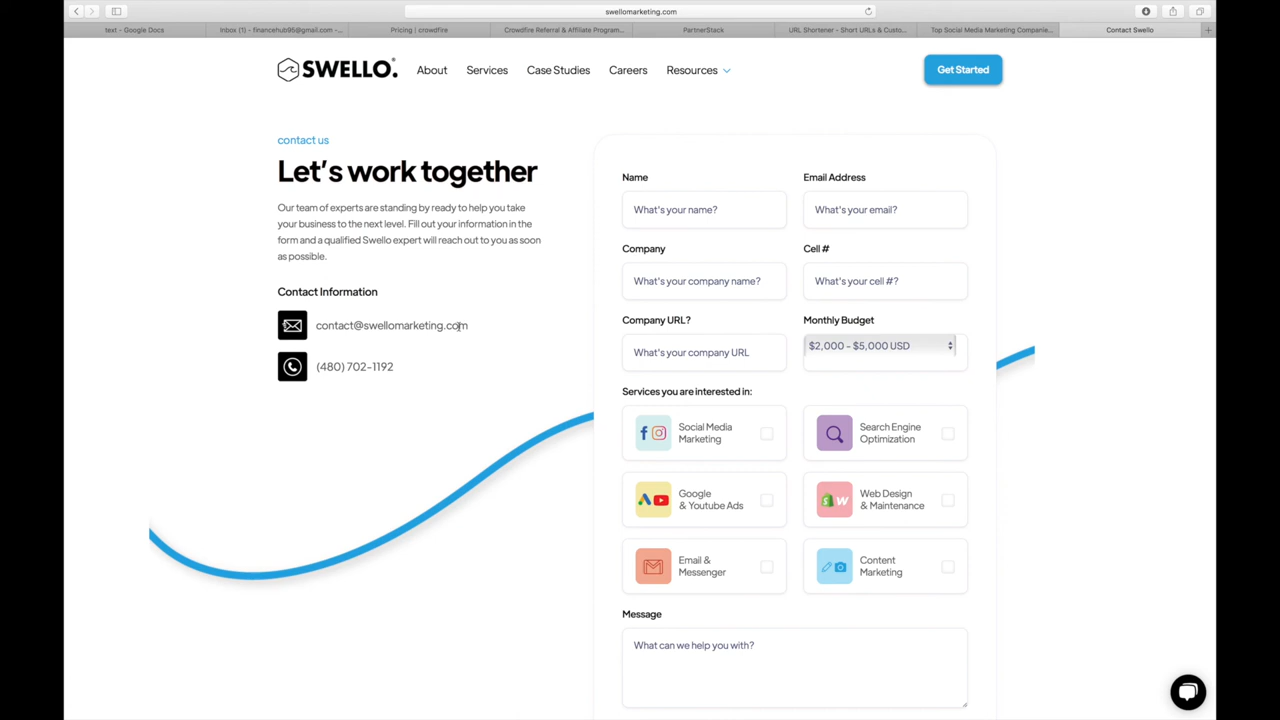 swellomarketing.com
text - Google Docs
Inbox (1) - financehub95@gmail.com -...
Pricing | crowdfire
Crowdfire Referral & Affiliate Program...
PartnerStack
URL Shortener - Short URLs & Custo...
Top Social Media Marketing Companie...
Contact Swello
SWELLO.®
About
Services
Case Studies
Careers
Resources
Get Started
contact us
Let's work together
Our team of experts are standing by ready to help you take
your business to the next level. Fill out your information in the
form and a qualified Swello expert will reach out to you as soon
as possible.
Contact Information
contact@swellomarketing.com
(480) 702-1192
Name
Email Address
What's your name?
What's your email?
Company
Cell #
What's your company name?
What's your cell #?
Company URL?
Monthly Budget
What's your company URL
$2,000 - $5,000 USD
Services you are interested in:
Social Media
Marketing
Search Engine
Optimization
Google
& Youtube Ads
Web Design
& Maintenance
Email &
Messenger
Content
Marketing
Message
What can we help you with?